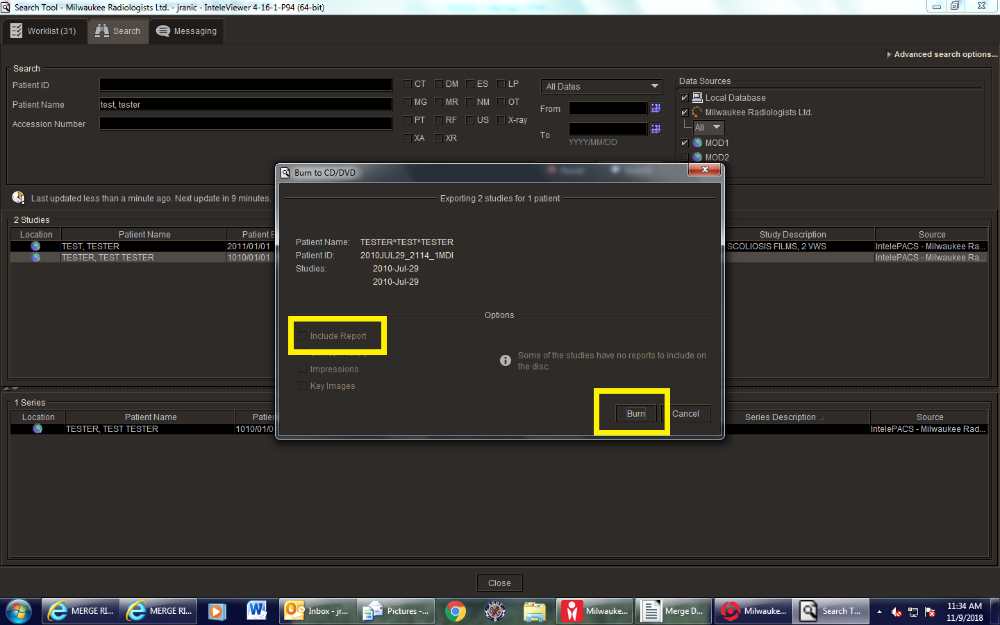 Search Tool - Milwaukee Radiologists Ltd. - jranic - InteleViewer 4-16-1-P94 (64-bit)
Worklist (31) Search Messaging
Advanced search options...
Search
Patient ID
Patient Name test, tester
Accession Number
CT DM ES LP
MG MR NM OT
PT RF US X-ray
XA XR
All Dates
From
To
YYYY/MM/DD
Data Sources
Local Database
Milwaukee Radiologists Ltd.
All
MOD1
MOD2
Last updated less than a minute ago. Next update in 9 minutes.
2 Studies
Location Patient Name Study Description Source
TEST, TESTER 2011/01/01 SCOLIOSIS FILMS, 2 VWS IntelePACS - Milwaukee Ra...
TESTER, TEST TESTER 1010/01/01 IntelePACS - Milwaukee Ra...
Burn to CD/DVD
Exporting 2 studies for 1 patient
Patient Name: TESTER^TEST^TESTER
Patient ID: 2010JUL29_2114_1MDI
Studies: 2010-Jul-29
2010-Jul-29
Options
Include Report
Impressions
Key Images
Some of the studies have no reports to include on
the disc.
Burn Cancel
1 Series
Location Patient Name Series Description Source
TESTER, TEST TESTER 1010/01/0 IntelePACS - Milwaukee Rad...
Close
MERGE RI... MERGE RI... Inbox - jr... Pictures -... Milwauke... Merge D... Milwauke... Search T...
11:34 AM
11/9/2018